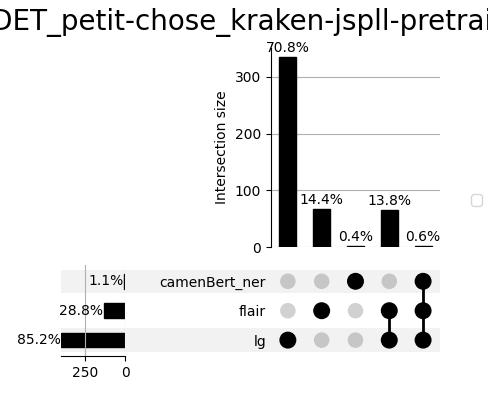 DET_petit-chose_kraken-jspll-pretrai
70.8%
300
Intersection size
200
14.4%
13.8%
100
0.4%
0.6%
0
1.1%
camenBert_ner
28.8%
flair
85.2%
lg
250
0